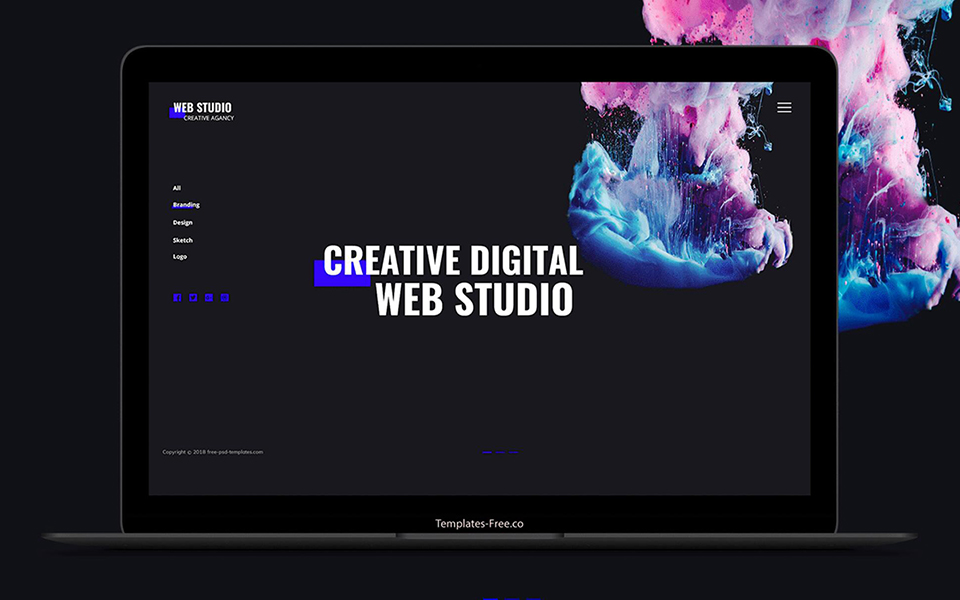 WEB STUDIO
CREATIVE AGANCY
All
Branding
Design
Sketch
Logo
CREATIVE DIGITAL
WEB STUDIO
Copyright © 2018 free-psd-templates.com
Templates-Free.co